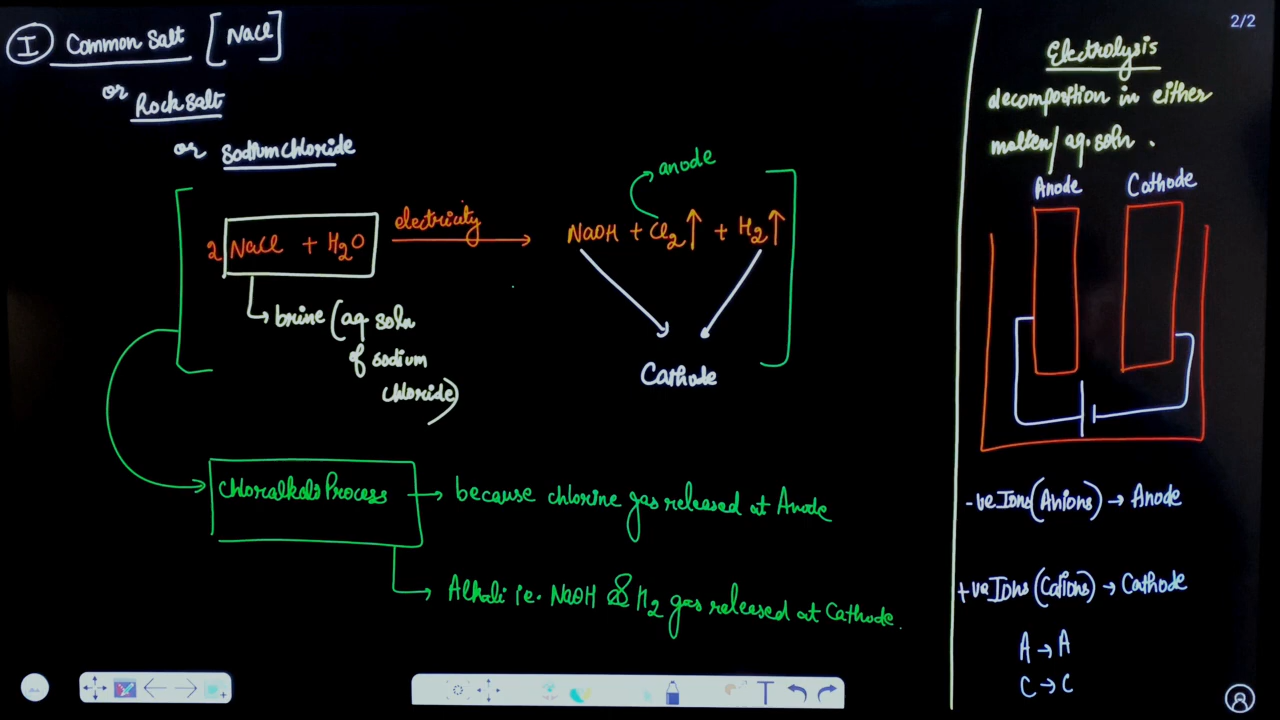 I Common Salt [NaCl]
or Rock Salt
or Sodium chloride
2 NaCl + H2O electricity NaOH + Cl2↑ + H2↑
anode
brine (aq. soln
of sodium
chloride)
Cathode
Chloralkali Process → because chlorine gas released at Anode
→ Alkali i.e. NaOH & H2 gas released at Cathode.
2/2
Electrolysis
decomposition in either
molten/aq. soln.
Anode Cathode
-ve Ions (Anions) → Anode
+ve Ions (Cations) → Cathode
A → A
C → C
T